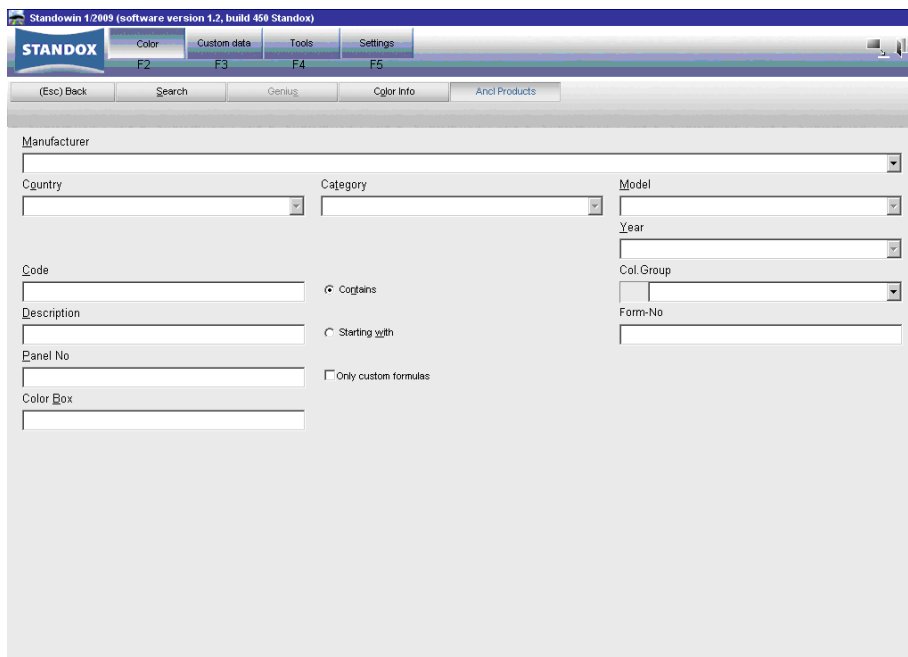 Standowin 1/2009 (software version 1.2, build 450 Standox)
STANDOX Color Custom data Tools Settings
F2 F3 F4 F5
(Esc) Back Search Genius Color Info Ancl Products
Manufacturer
Country Category Model
Year
Code Col.Group
Contains
Description Form-No
Starting with
Panel No
Only custom formulas
Color Box